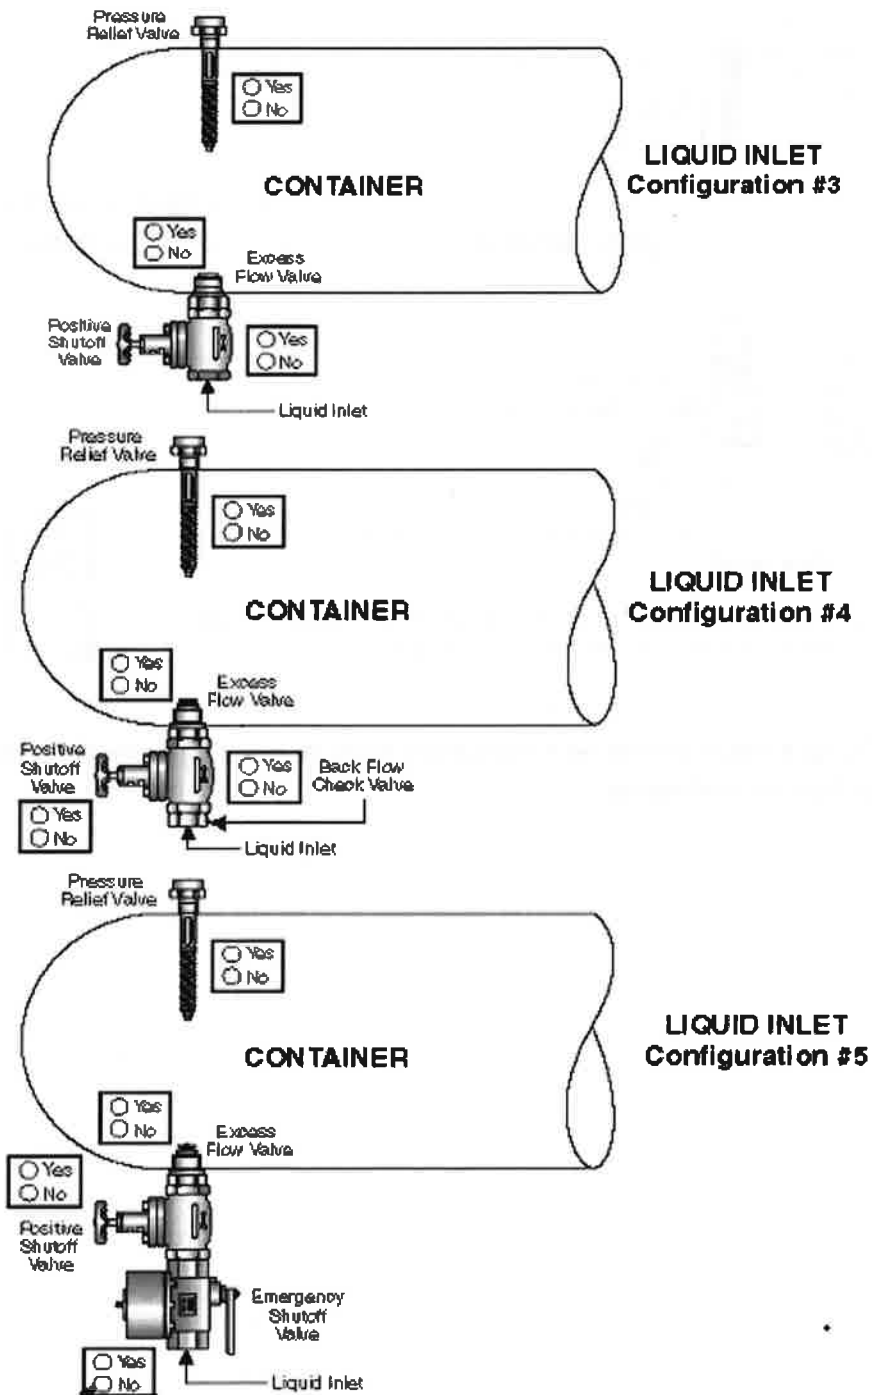 Pressure
Relief Valve
Yes
No
CONTAINER
LIQUID INLET
Configuration #3
Yes
No
Excess
Flow Valve
Positive
Shutoff
Valve
Yes
No
Liquid Inlet
Pressure
Relief Valve
Yes
No
CONTAINER
LIQUID INLET
Configuration #4
Yes
No
Excess
Flow Valve
Positive
Shutoff
Valve
Yes
No
Back Flow
Check Valve
Yes
No
Liquid Inlet
Pressure
Relief Valve
Yes
No
CONTAINER
LIQUID INLET
Configuration #5
Yes
No
Excess
Flow Valve
Yes
No
Positive
Shutoff
Valve
Emergency
Shutoff
Valve
Yes
No
Liquid Inlet